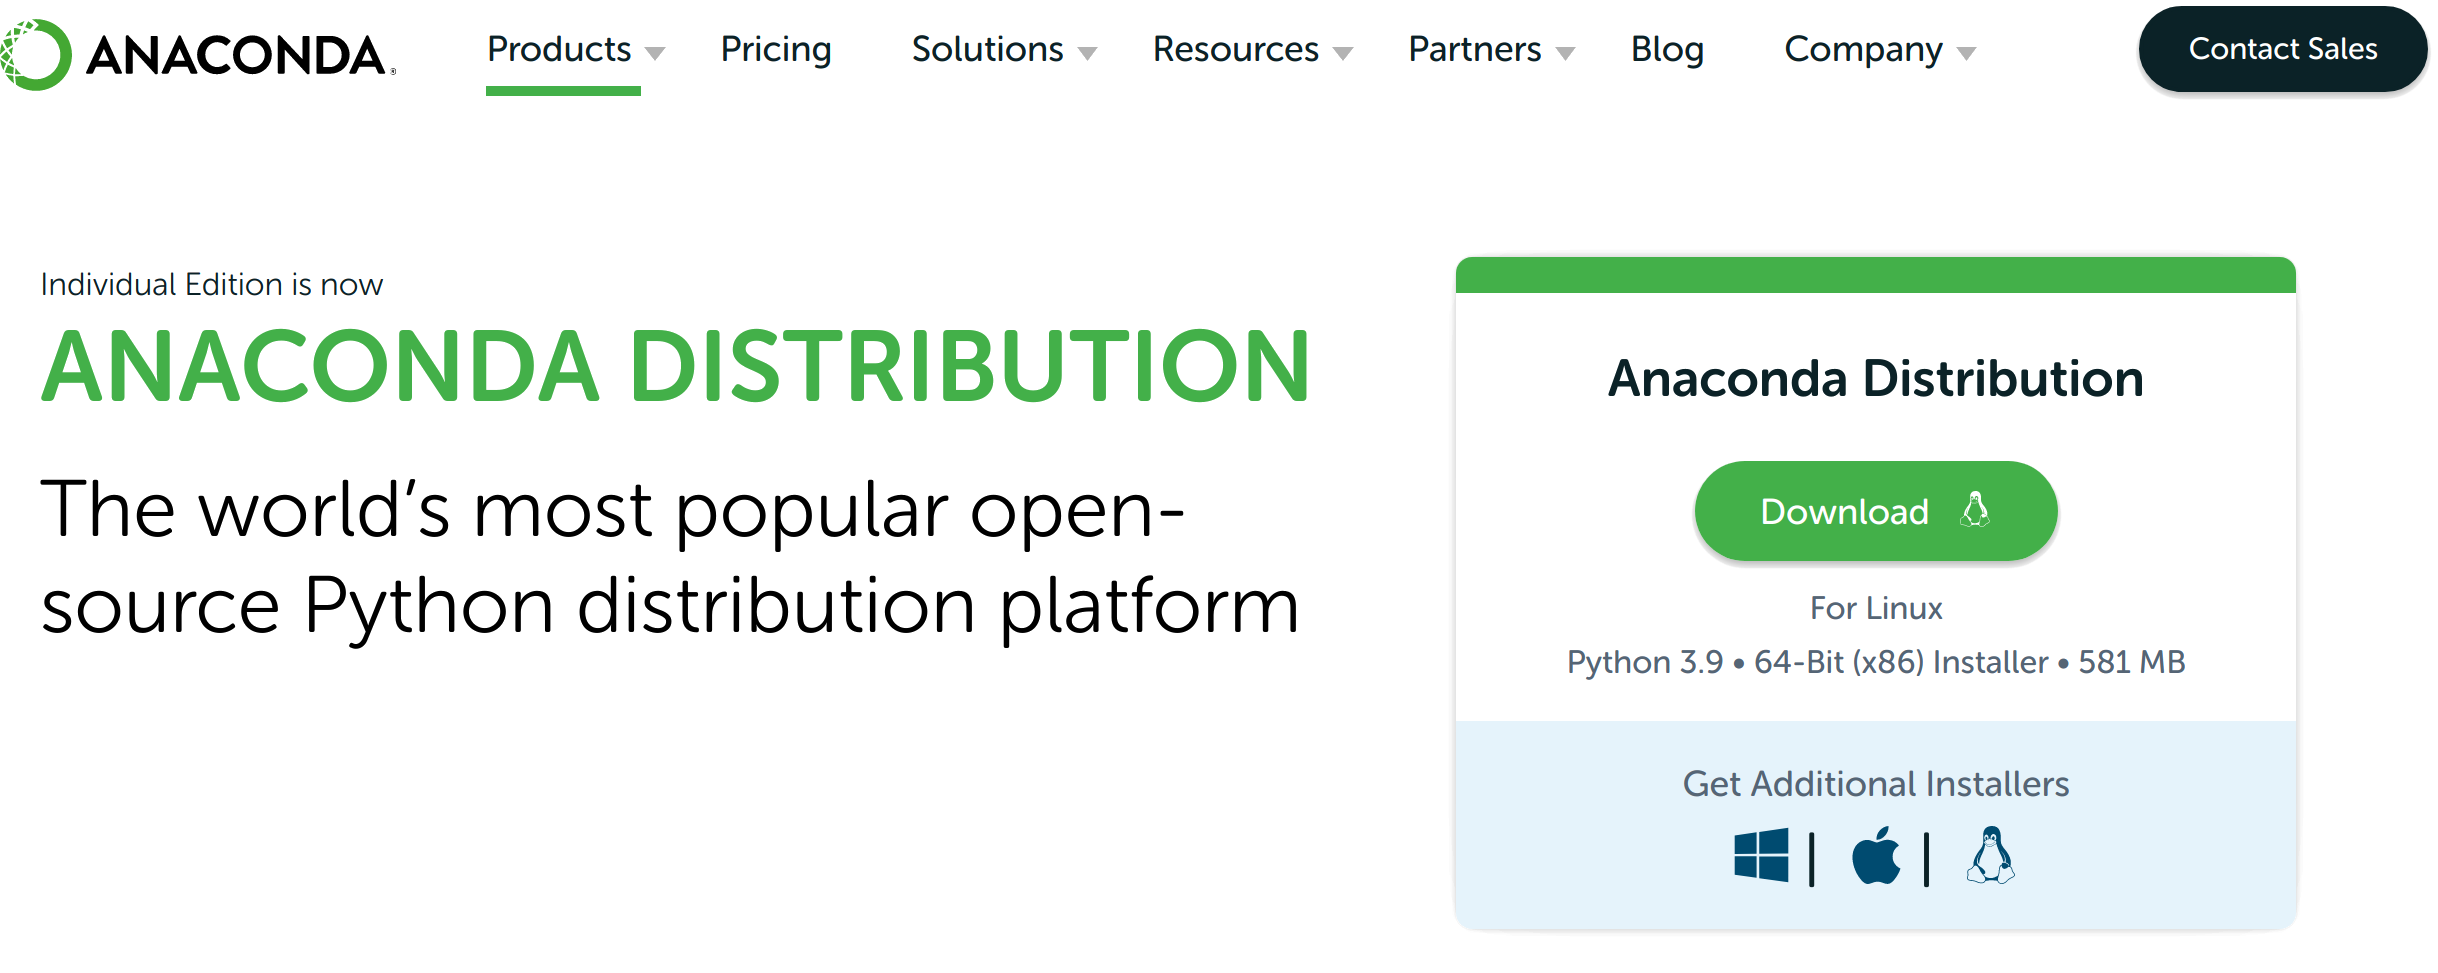 ANACONDA®
Products
Pricing
Solutions
Resources
Partners
Blog
Company
Contact Sales
Individual Edition is now
ANACONDA DISTRIBUTION
The world’s most popular open-
source Python distribution platform
Anaconda Distribution
Download
For Linux
Python 3.9 • 64-Bit (x86) Installer • 581 MB
Get Additional Installers